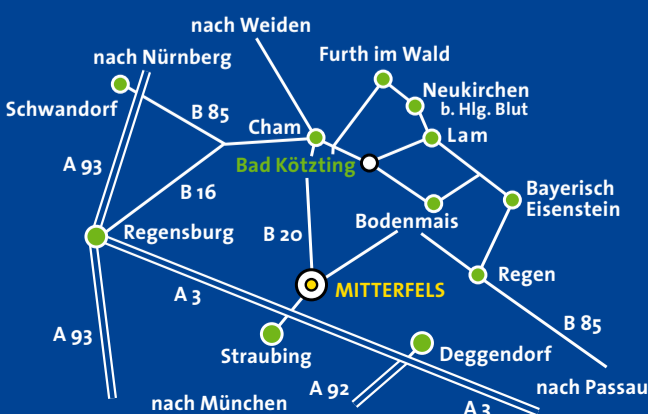 nach Weiden
nach Nürnberg
Furth im Wald
Neukirchen
b. Hlg. Blut
Schwandorf
B 85
Cham
Lam
A 93
Bad Kötzting
B 16
Bayerisch
Eisenstein
Bodenmais
Regensburg
B 20
Regen
A 3
MITTERFELS
B 85
A 93
Straubing
Deggendorf
nach Passau
A 92
nach München
A 3